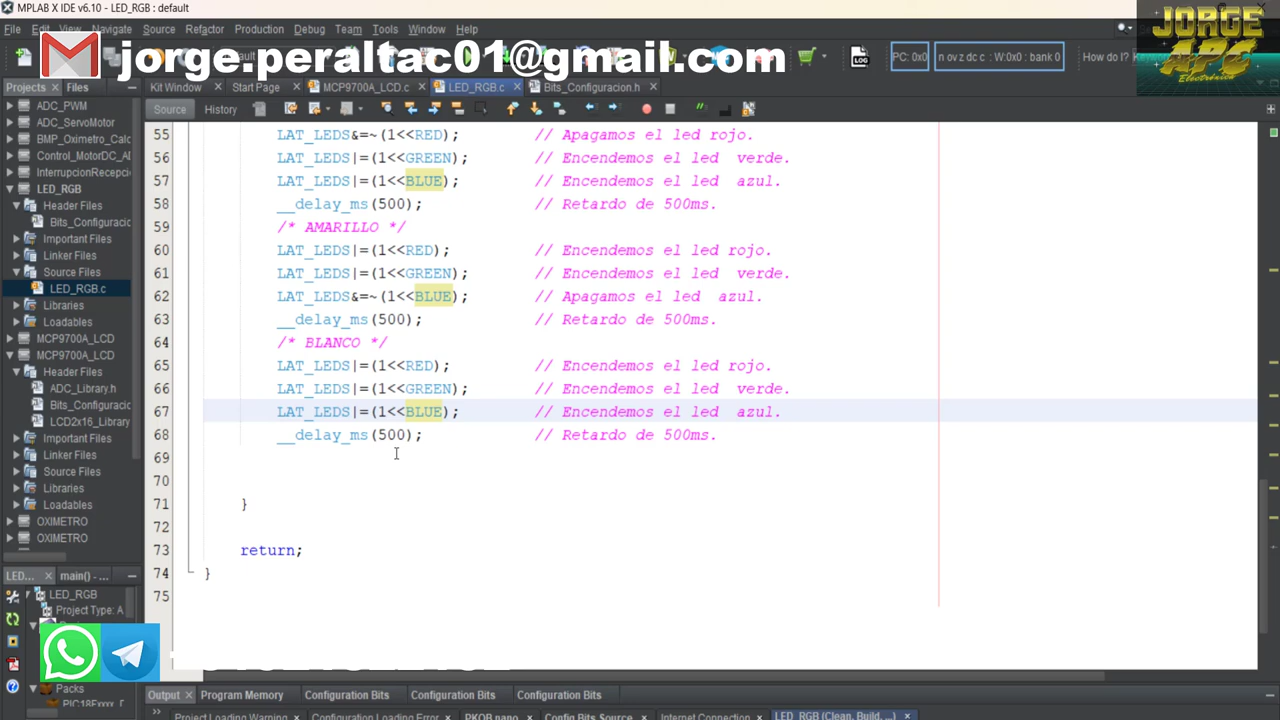 MPLAB X IDE v6.10 - LED_RGB : default
File Edit View Navigate Source Refactor Production Debug Team Tools Window Help
jorge.peraltac01@gmail.com
PC: 0x0
n ov z dc c : W:0x0 : bank 0
How do I?
JORGE
APC
Electrónica
Projects
Files
Kit Window
Start Page
MCP9700A_LCD.c
LED_RGB.c
Bits_Configuracion.h
Source
History
ADC_PWM
ADC_ServoMotor
BMP_Oximetro_Calc
Control_MotorDC_AD
InterrupcionRecepció
LED_RGB
Header Files
Bits_Configuracio
Important Files
Linker Files
Source Files
LED_RGB.c
Libraries
Loadables
MCP9700A_LCD
MCP9700A_LCD
Header Files
ADC_Library.h
Bits_Configuracio
LCD2x16_Library
Important Files
Linker Files
Source Files
Libraries
Loadables
OXIMETRO
OXIMETRO
55 LAT_LEDS&=~(1<<RED); // Apagamos el led rojo.
56 LAT_LEDS|=(1<<GREEN); // Encendemos el led verde.
57 LAT_LEDS|=(1<<BLUE); // Encendemos el led azul.
58 __delay_ms(500); // Retardo de 500ms.
59 /* AMARILLO */
60 LAT_LEDS|=(1<<RED); // Encendemos el led rojo.
61 LAT_LEDS|=(1<<GREEN); // Encendemos el led verde.
62 LAT_LEDS&=~(1<<BLUE); // Apagamos el led azul.
63 __delay_ms(500); // Retardo de 500ms.
64 /* BLANCO */
65 LAT_LEDS|=(1<<RED); // Encendemos el led rojo.
66 LAT_LEDS|=(1<<GREEN); // Encendemos el led verde.
67 LAT_LEDS|=(1<<BLUE); // Encendemos el led azul.
68 __delay_ms(500); // Retardo de 500ms.
69
70
71 }
72
73 return;
74 }
75
LED...
main() - ...
LED_RGB
Project Type: A
Packs
PIC18Fxxxx_
Output
Program Memory
Configuration Bits
Configuration Bits
Configuration Bits
Project Loading Warning
Configuration Loading Error
PKOB nano
Config Bits Source
Internet Connection
LED_RGB (Clean, Build, ...)